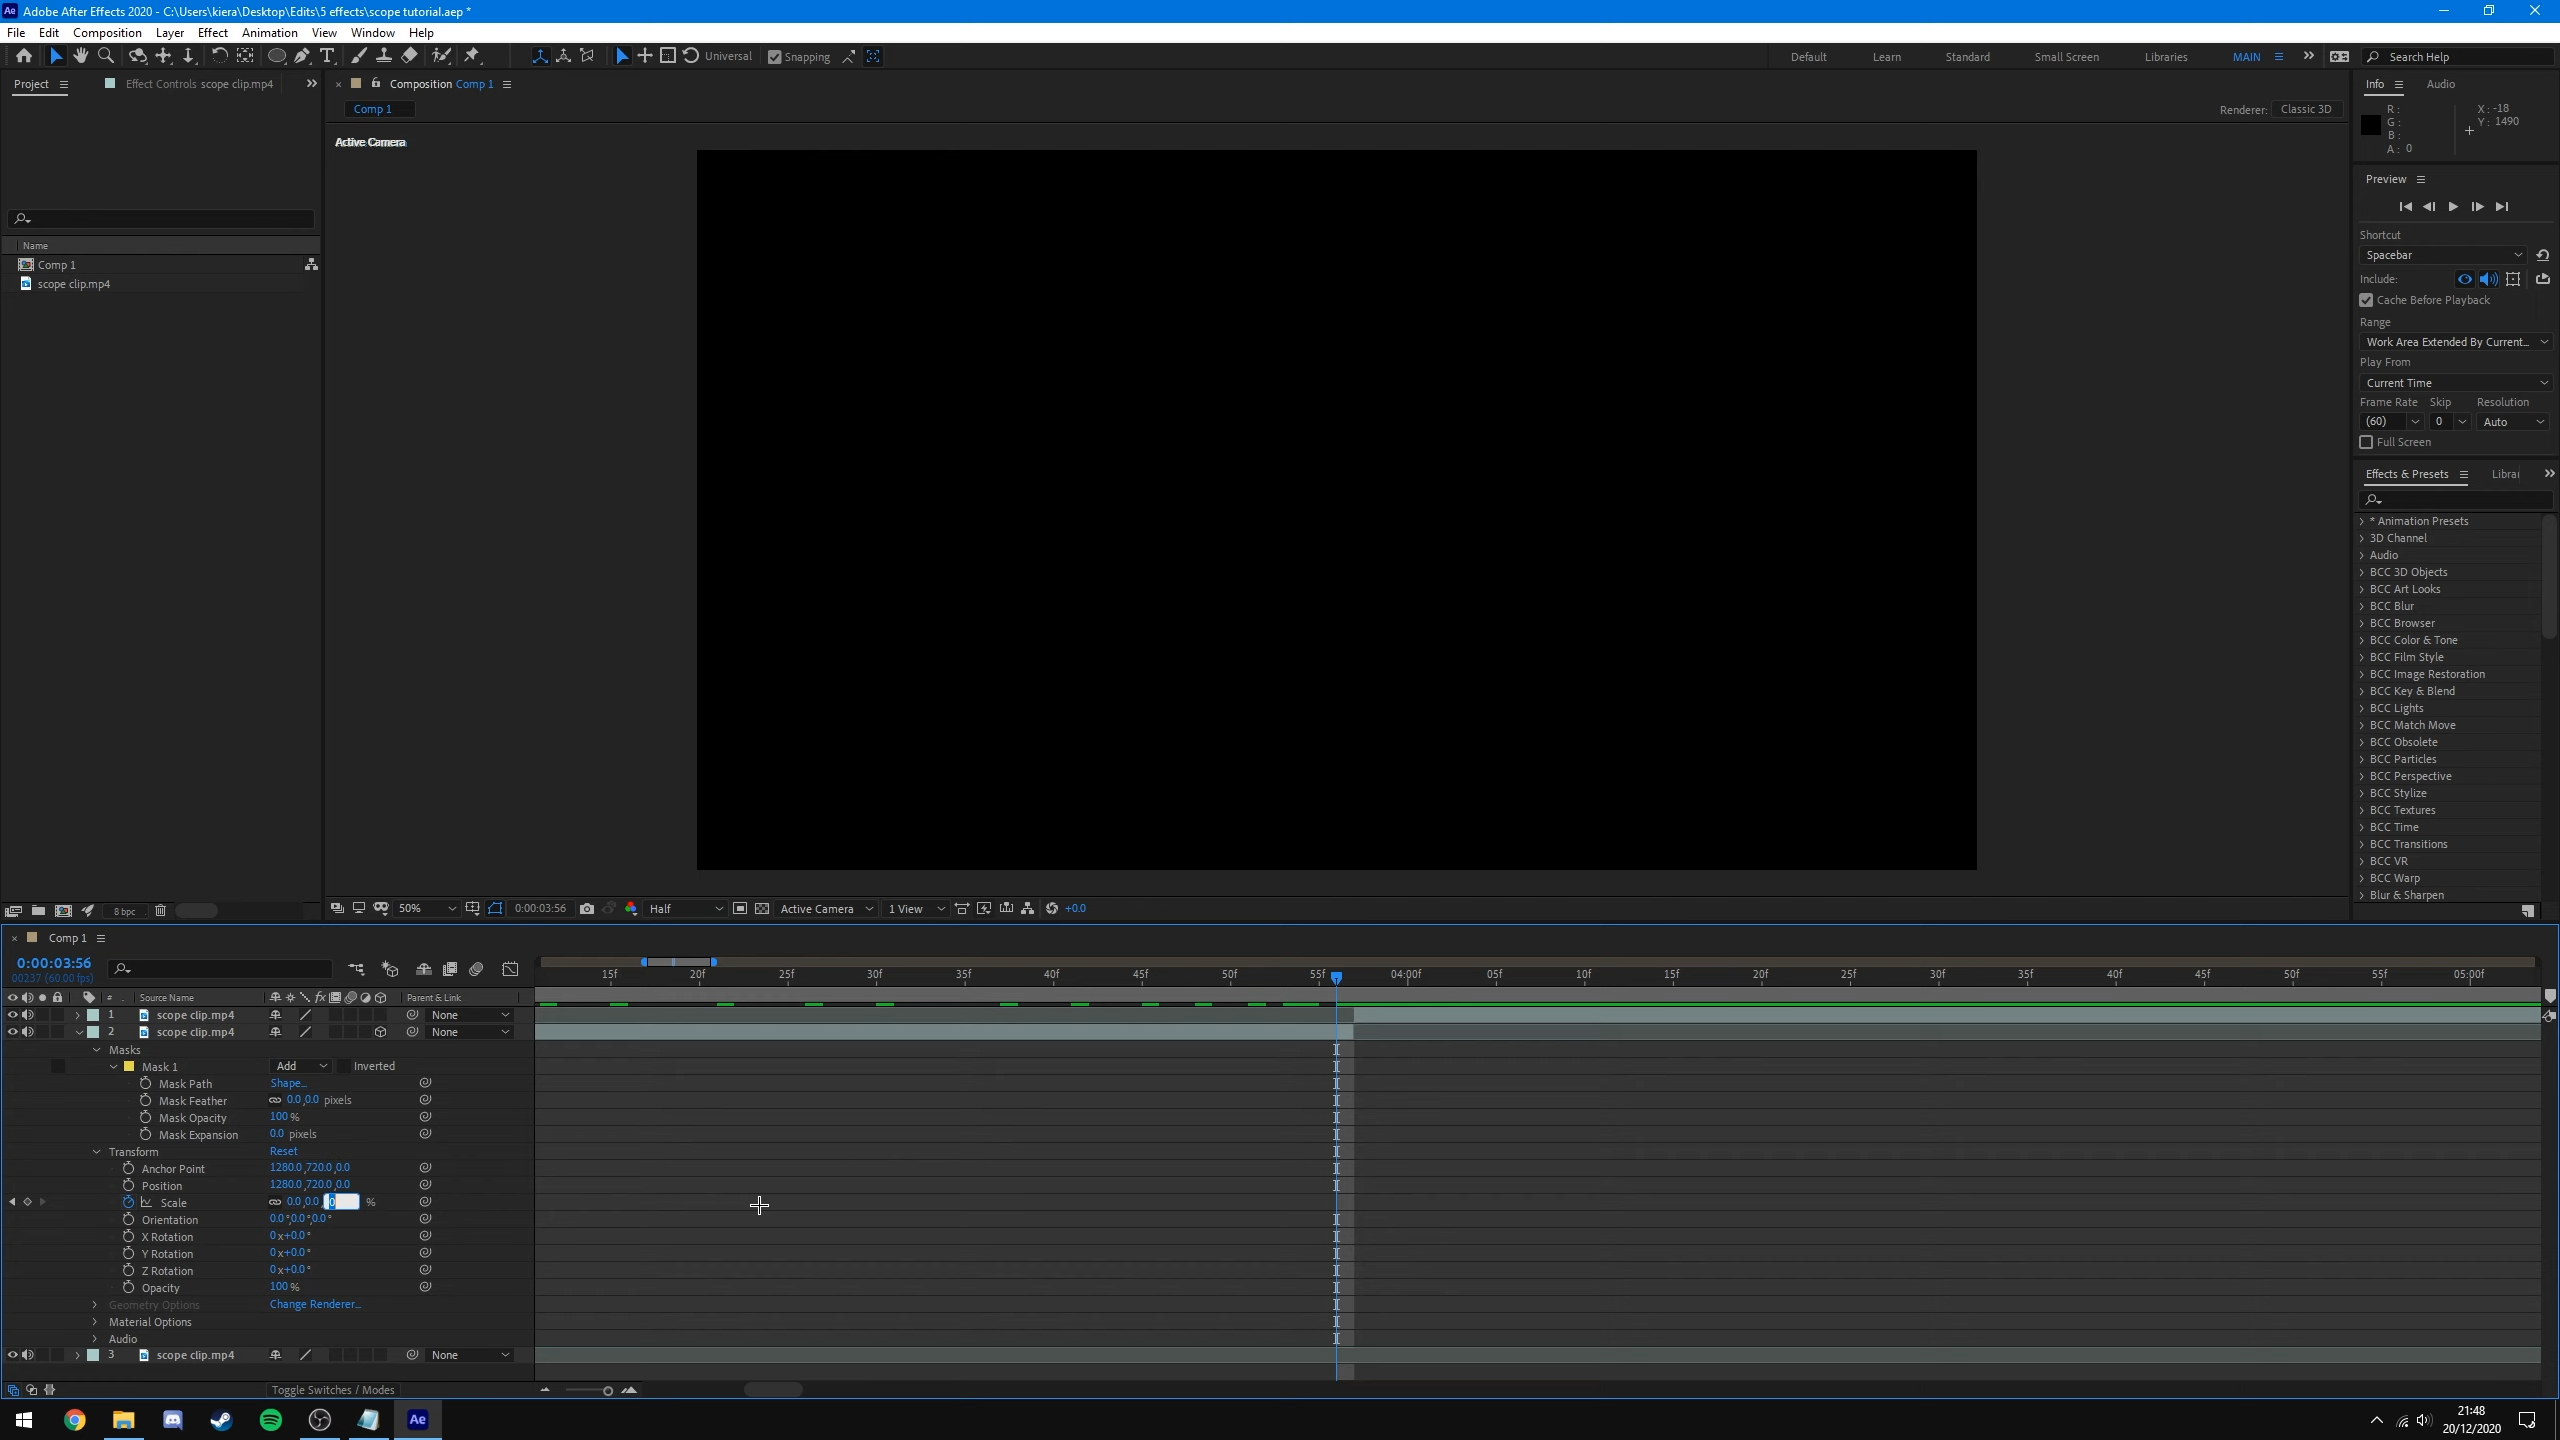 Adobe After Effects 2020 - C:\Users\kiera\Desktop\Edits\5 effects\scope tutorial.aep *
File Edit Composition Layer Effect Animation View Window Help
Universal Snapping Default Learn Standard Small Screen Libraries MAIN Search Help
Project Effect Controls scope clip.mp4
Composition Comp 1
Info Audio
Comp 1
Renderer: Classic 3D
R:
G:
B:
A: 0
X: -18
Y: 1490
Active Camera
Preview
Shortcut
Spacebar
Include:
Cache Before Playback
Range
Work Area Extended By Current...
Play From
Current Time
Frame Rate Skip Resolution
(60) 0 Auto
Full Screen
Name
Comp 1
scope clip.mp4
Effects & Presets Librar
* Animation Presets
3D Channel
Audio
BCC 3D Objects
BCC Art Looks
BCC Blur
BCC Browser
BCC Color & Tone
BCC Film Style
BCC Image Restoration
BCC Key & Blend
BCC Lights
BCC Match Move
BCC Obsolete
BCC Particles
BCC Perspective
BCC Stylize
BCC Textures
BCC Time
BCC Transitions
BCC VR
BCC Warp
Blur & Sharpen
8 bpc
50% 0:00:03:56 Half Active Camera 1 View +0.0
Comp 1
0:00:03:56
00237 (60.00 fps)
15f 20f 25f 30f 35f 40f 45f 50f 55f 04:00f 05f 10f 15f 20f 25f 30f 35f 40f 45f 50f 55f 05:00f
# Source Name Parent & Link
1 scope clip.mp4 None
2 scope clip.mp4 None
Masks
Mask 1 Add Inverted
Mask Path Shape...
Mask Feather 0.0,0.0 pixels
Mask Opacity 100 %
Mask Expansion 0.0 pixels
Transform Reset
Anchor Point 1280.0,720.0,0.0
Position 1280.0,720.0,0.0
Scale 0.0,0.0,0 %
Orientation 0.0°,0.0°,0.0°
X Rotation 0x+0.0°
Y Rotation 0x+0.0°
Z Rotation 0x+0.0°
Opacity 100 %
Geometry Options Change Renderer...
Material Options
Audio
3 scope clip.mp4 None
Toggle Switches / Modes
Ae
21:48
20/12/2020